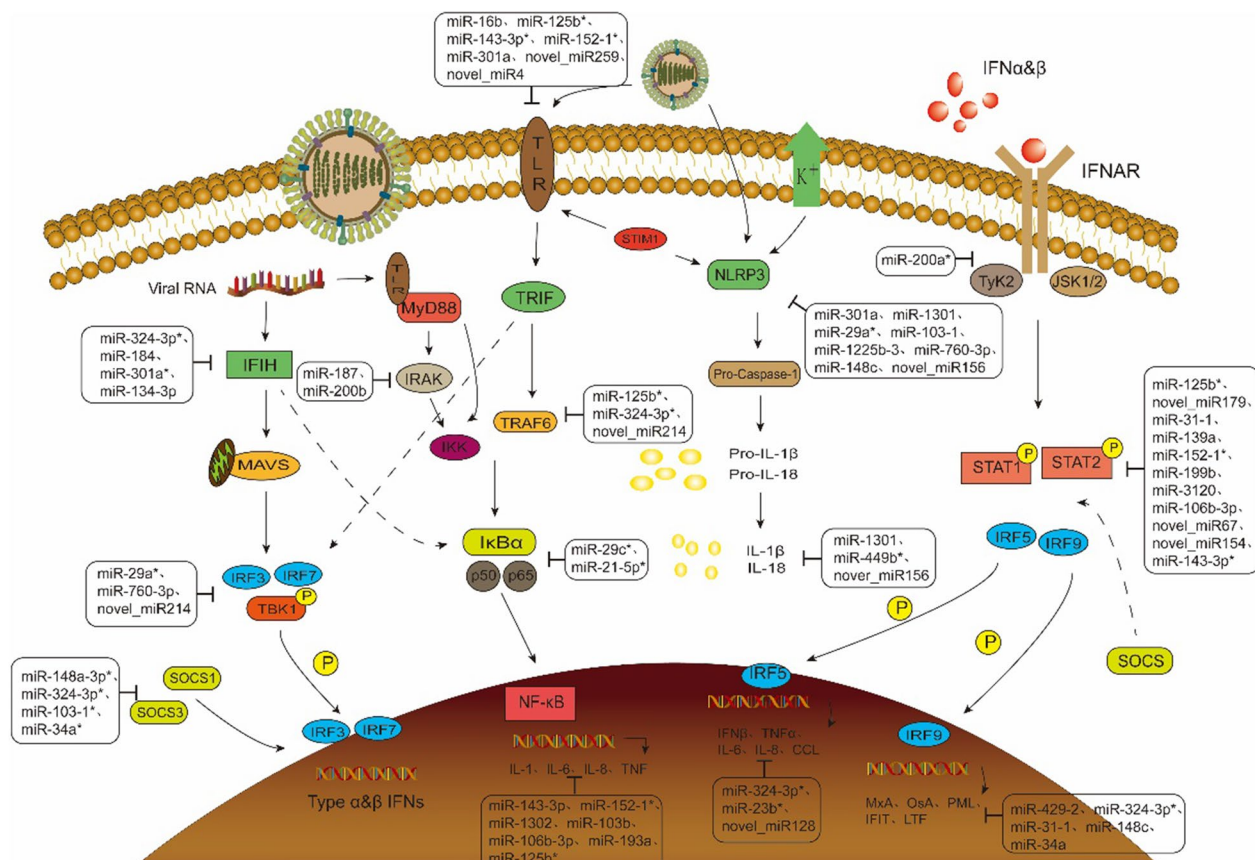 miR-16b、miR-125b*、
miR-143-3p*、miR-152-1*、
miR-301a、novel_miR259、
novel_miR4
IFNα&β
TLR
K+
IFNAR
STIM1
miR-200a*
NLRP3
TyK2
JSK1/2
Viral RNA
TLR
MyD88
TRIF
miR-324-3p*、
miR-184、
miR-301a*、
miR-134-3p
IFIH
miR-187、
miR-200b
IRAK
miR-301a、miR-1301、
miR-29a*、miR-103-1、
miR-1225b-3、miR-760-3p、
miR-148c、novel_miR156
Pro-Caspase-1
TRAF6
miR-125b*、
miR-324-3p*、
novel_miR214
IKK
MAVS
Pro-IL-1β
Pro-IL-18
STAT1
P
STAT2
P
miR-125b*、
novel_miR179、
miR-31-1、
miR-139a、
miR-152-1*、
miR-199b、
miR-3120、
miR-106b-3p、
novel_miR67、
novel_miR154、
miR-143-3p*
IκBα
p50
p65
miR-29c*、
miR-21-5p*
IL-1β
IL-18
miR-1301、
miR-449b*、
nover_miR156
IRF5
IRF9
miR-29a*、
miR-760-3p、
novel_miR214
IRF3
IRF7
TBK1
P
P
P
P
SOCS
miR-148a-3p*、
miR-324-3p*、
miR-103-1*、
miR-34a*
SOCS1
SOCS3
IRF3
IRF7
Type α&β IFNs
NF-κB
IL-1、IL-6、IL-8、TNF
miR-143-3p、miR-152-1*、
miR-1302、miR-103b、
miR-106b-3p、miR-193a、
miR-125b*
IRF5
IFNβ、TNFα、
IL-6、IL-8、CCL
miR-324-3p*、
miR-23b*、
novel_miR128
IRF9
MxA、OsA、PML、
IFIT、LTF
miR-429-2、miR-324-3p*、
miR-31-1、miR-148c、
miR-34a